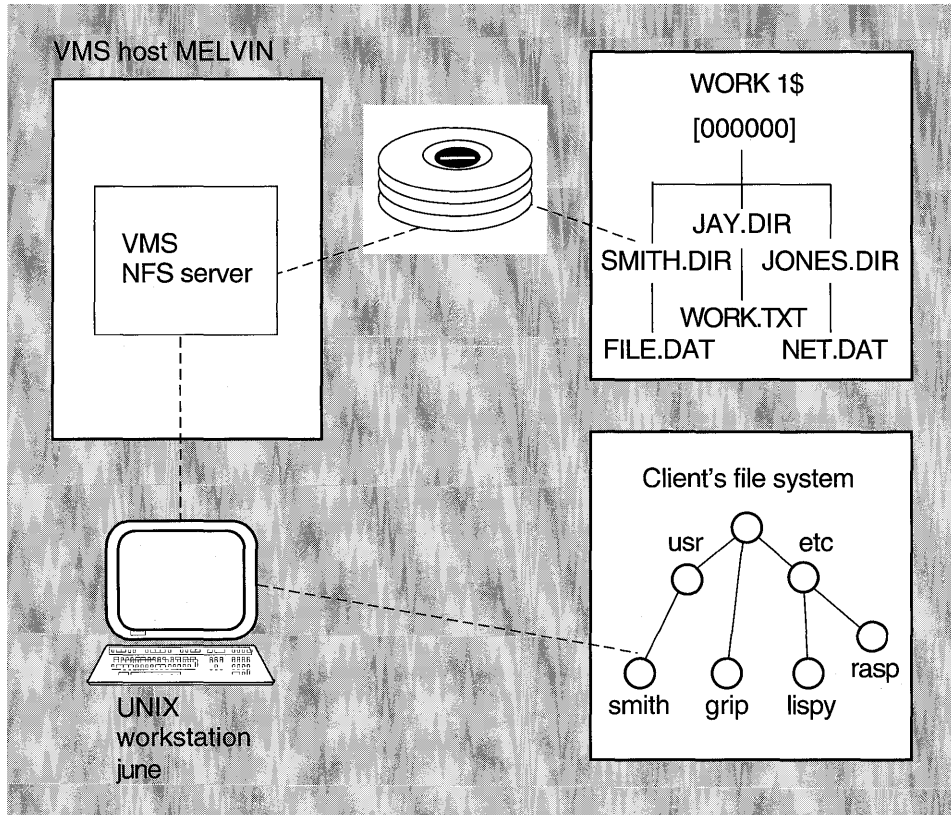 VMS host MELVIN
VMS
NFS server
WORK 1$
[000000]
JAY.DIR
SMITH.DIR JONES.DIR
WORK.TXT
FILE.DAT NET.DAT
UNIX
workstation
june
Client's file system
usr etc
rasp
smith grip lispy